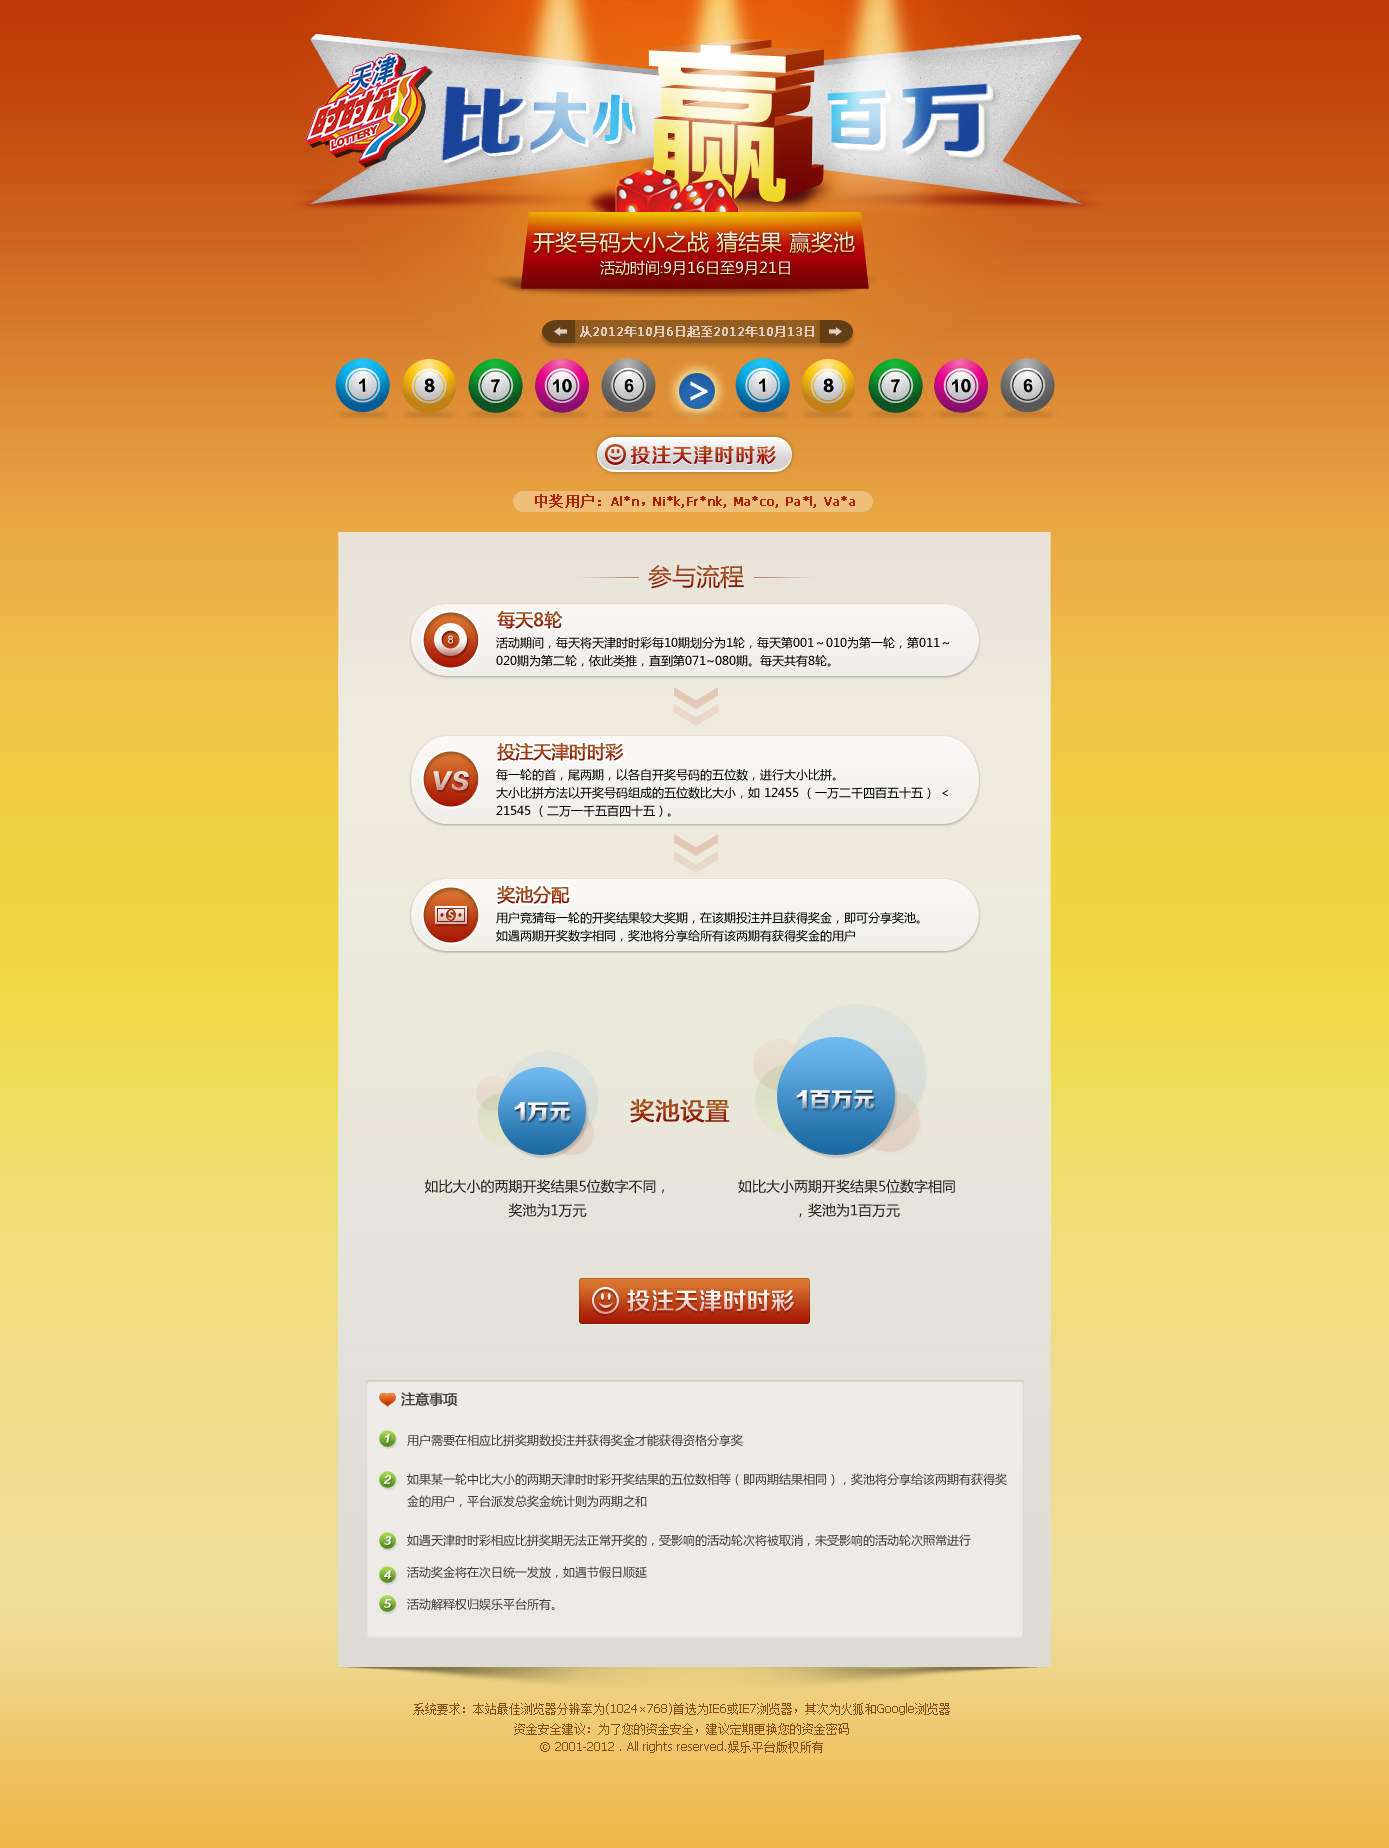 天津
时时彩
LOTTERY
比大小赢百万
开奖号码大小之战 猜结果 赢奖池
活动时间:9月16日至9月21日
从2012年10月6日起至2012年10月13日
1 8 7 10 6 > 1 8 7 10 6
投注天津时时彩
中奖用户：Al*n，Ni*k,Fr*nk, Ma*co, Pa*l, Va*a
参与流程
8
每天8轮
活动期间，每天将天津时时彩每10期划分为1轮，每天第001～010为第一轮，第011～
020期为第二轮，依此类推，直到第071~080期。每天共有8轮。
VS
投注天津时时彩
每一轮的首，尾两期，以各自开奖号码的五位数，进行大小比拼。
大小比拼方法以开奖号码组成的五位数比大小，如 12455 （一万二千四百五十五） <
21545 （二万一千五百四十五）。
$
奖池分配
用户竞猜每一轮的开奖结果较大奖期，在该期投注并且获得奖金，即可分享奖池。
如遇两期开奖数字相同，奖池将分享给所有该两期有获得奖金的用户
1万元
奖池设置
1百万元
如比大小的两期开奖结果5位数字不同，
奖池为1万元
如比大小两期开奖结果5位数字相同
，奖池为1百万元
投注天津时时彩
注意事项
1 用户需要在相应比拼奖期数投注并获得奖金才能获得资格分享奖
2 如果某一轮中比大小的两期天津时时彩开奖结果的五位数相等（即两期结果相同），奖池将分享给该两期有获得奖
金的用户，平台派发总奖金统计则为两期之和
3 如遇天津时时彩相应比拼奖期无法正常开奖的，受影响的活动轮次将被取消，未受影响的活动轮次照常进行
4 活动奖金将在次日统一发放，如遇节假日顺延
5 活动解释权归娱乐平台所有。
系统要求：本站最佳浏览器分辨率为(1024×768)首选为IE6或IE7浏览器，其次为火狐和Google浏览器
资金安全建议：为了您的资金安全，建议定期更换您的资金密码
© 2001-2012 . All rights reserved.娱乐平台版权所有